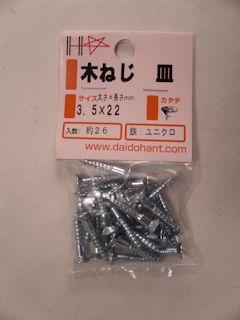 木ねじ 皿
サイズ 太さ×長さmm
カタチ
3.5×22
入数: 約26
鉄: ユニクロ
www.daidohant.com